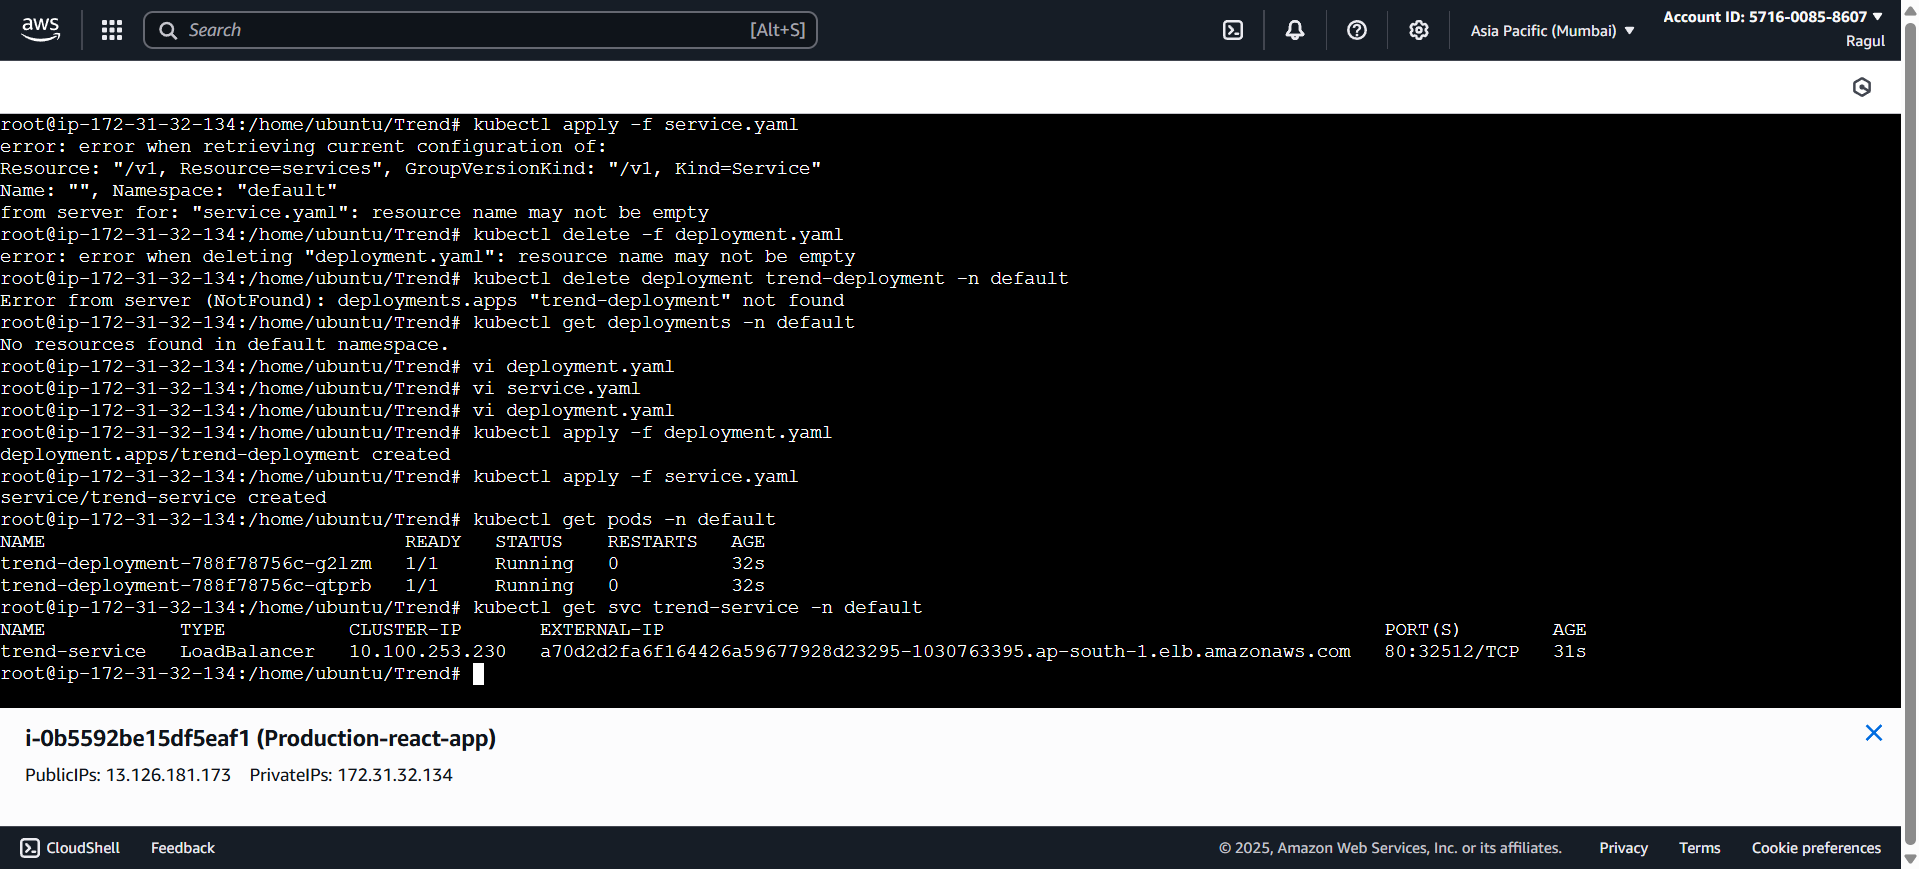 aws
Search
[Alt+S]
Asia Pacific (Mumbai)
Account ID: 5716-0085-8607
Ragul
root@ip-172-31-32-134:/home/ubuntu/Trend# kubectl apply -f service.yaml
error: error when retrieving current configuration of:
Resource: "/v1, Resource=services", GroupVersionKind: "/v1, Kind=Service"
Name: "", Namespace: "default"
from server for: "service.yaml": resource name may not be empty
root@ip-172-31-32-134:/home/ubuntu/Trend# kubectl delete -f deployment.yaml
error: error when deleting "deployment.yaml": resource name may not be empty
root@ip-172-31-32-134:/home/ubuntu/Trend# kubectl delete deployment trend-deployment -n default
Error from server (NotFound): deployments.apps "trend-deployment" not found
root@ip-172-31-32-134:/home/ubuntu/Trend# kubectl get deployments -n default
No resources found in default namespace.
root@ip-172-31-32-134:/home/ubuntu/Trend# vi deployment.yaml
root@ip-172-31-32-134:/home/ubuntu/Trend# vi service.yaml
root@ip-172-31-32-134:/home/ubuntu/Trend# vi deployment.yaml
root@ip-172-31-32-134:/home/ubuntu/Trend# kubectl apply -f deployment.yaml
deployment.apps/trend-deployment created
root@ip-172-31-32-134:/home/ubuntu/Trend# kubectl apply -f service.yaml
service/trend-service created
root@ip-172-31-32-134:/home/ubuntu/Trend# kubectl get pods -n default
NAME READY STATUS RESTARTS AGE
trend-deployment-788f78756c-g2lzm 1/1 Running 0 32s
trend-deployment-788f78756c-qtprb 1/1 Running 0 32s
root@ip-172-31-32-134:/home/ubuntu/Trend# kubectl get svc trend-service -n default
NAME TYPE CLUSTER-IP EXTERNAL-IP PORT(S) AGE
trend-service LoadBalancer 10.100.253.230 a70d2d2fa6f164426a59677928d23295-1030763395.ap-south-1.elb.amazonaws.com 80:32512/TCP 31s
root@ip-172-31-32-134:/home/ubuntu/Trend#
i-0b5592be15df5eaf1 (Production-react-app)
PublicIPs: 13.126.181.173 PrivateIPs: 172.31.32.134
CloudShell Feedback © 2025, Amazon Web Services, Inc. or its affiliates. Privacy Terms Cookie preferences